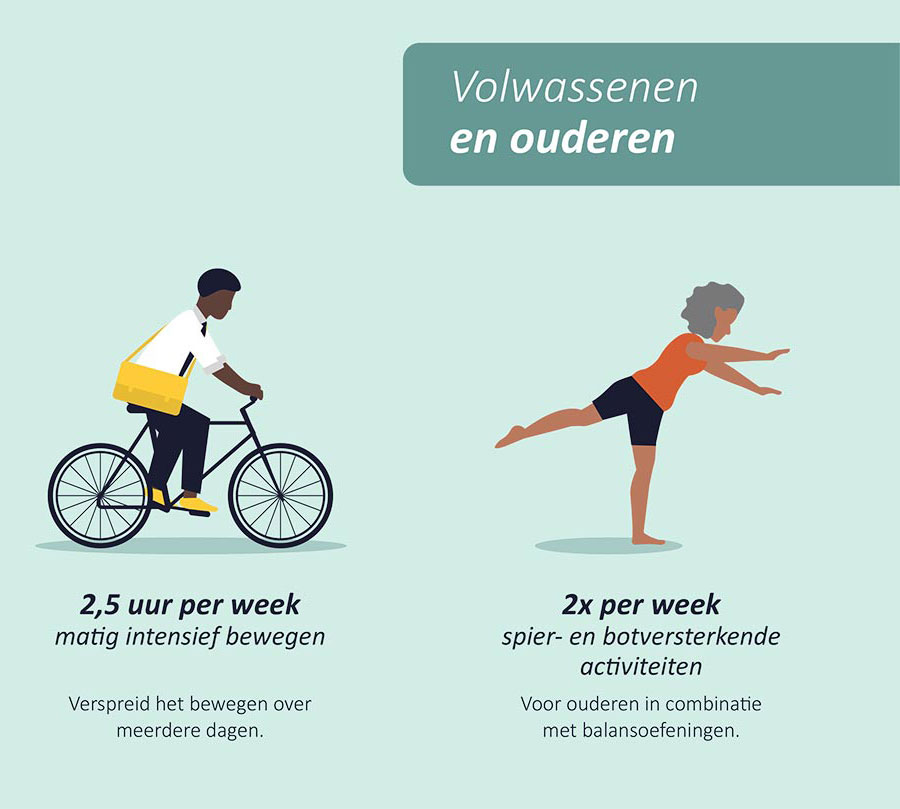 Volwassenen
en ouderen
2,5 uur per week
matig intensief bewegen
Verspreid het bewegen over
meerdere dagen.
2x per week
spier- en botversterkende
activiteiten
Voor ouderen in combinatie
met balansoefeningen.